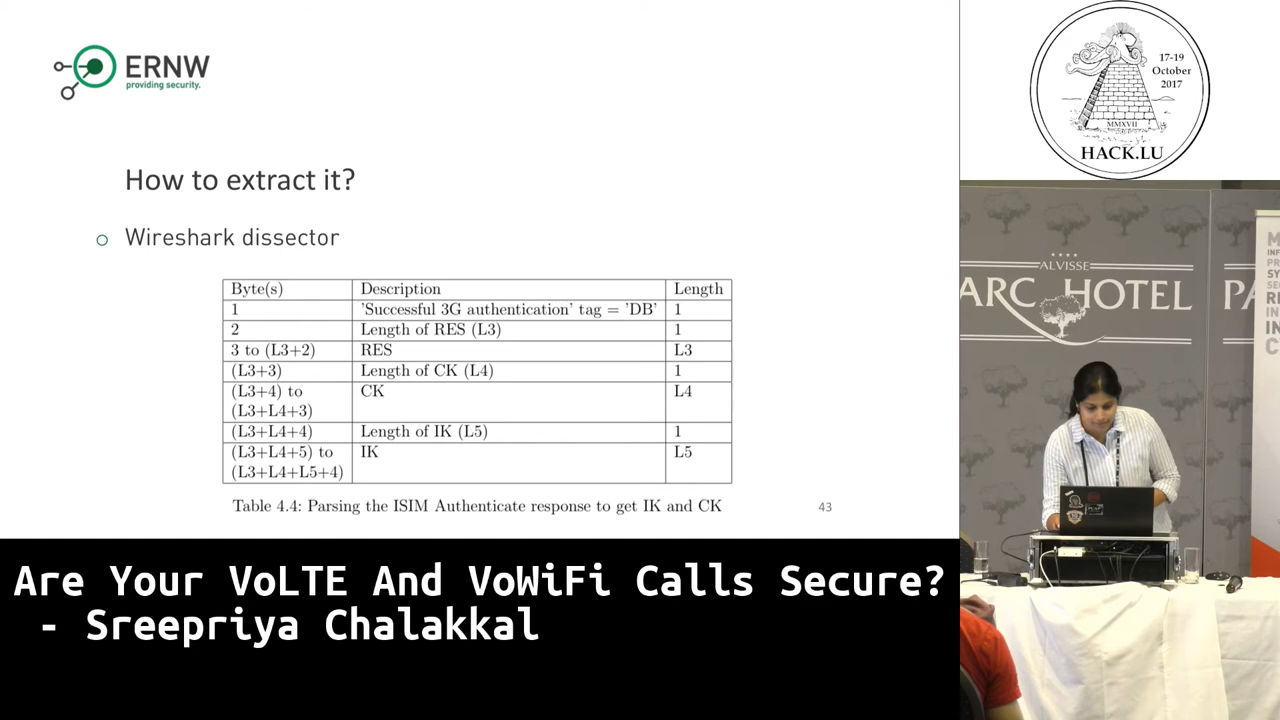 ERNW
providing security.
How to extract it?
Wireshark dissector
Byte(s) Description Length
1 'Successful 3G authentication' tag = 'DB' 1
2 Length of RES (L3) 1
3 to (L3+2) RES L3
(L3+3) Length of CK (L4) 1
(L3+4) to CK L4
(L3+L4+3)
(L3+L4+4) Length of IK (L5) 1
(L3+L4+5) to IK L5
(L3+L4+L5+4)
Table 4.4: Parsing the ISIM Authenticate response to get IK and CK
43
17-19
October
2017
MMXVII
HACK.LU
ALVISSE
ARC HOTEL PA
Are Your VoLTE And VoWiFi Calls Secure?
- Sreepriya Chalakkal